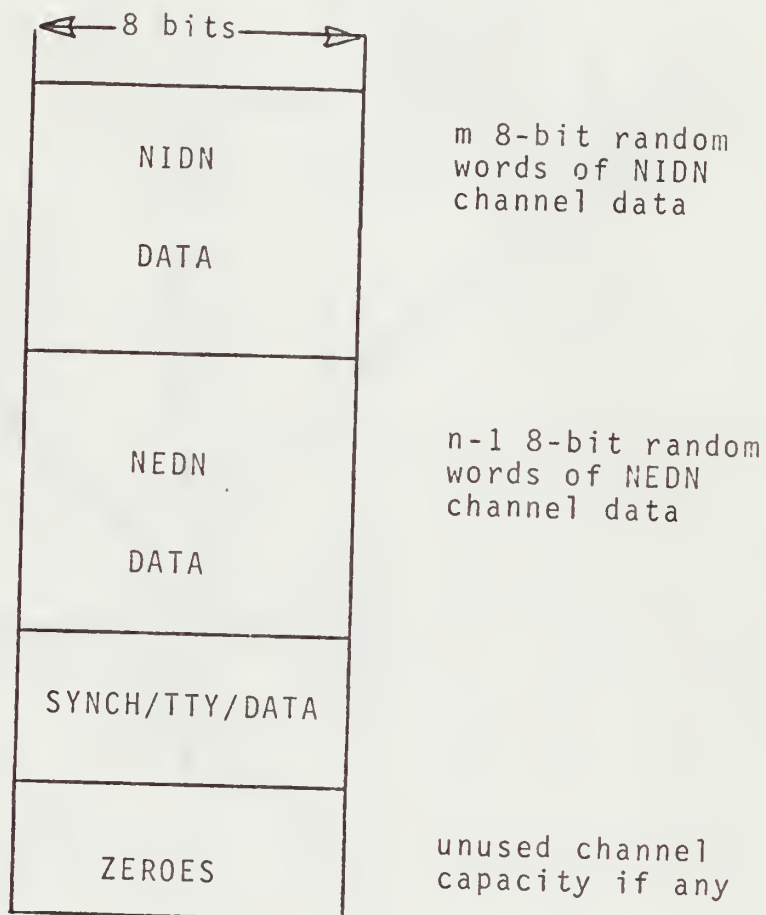 8 bits
NIDN
DATA
m 8-bit random
words of NIDN
channel data
NEDN
DATA
n-1 8-bit random
words of NEDN
channel data
SYNCH/TTY/DATA
ZEROES
unused channel
capacity if any